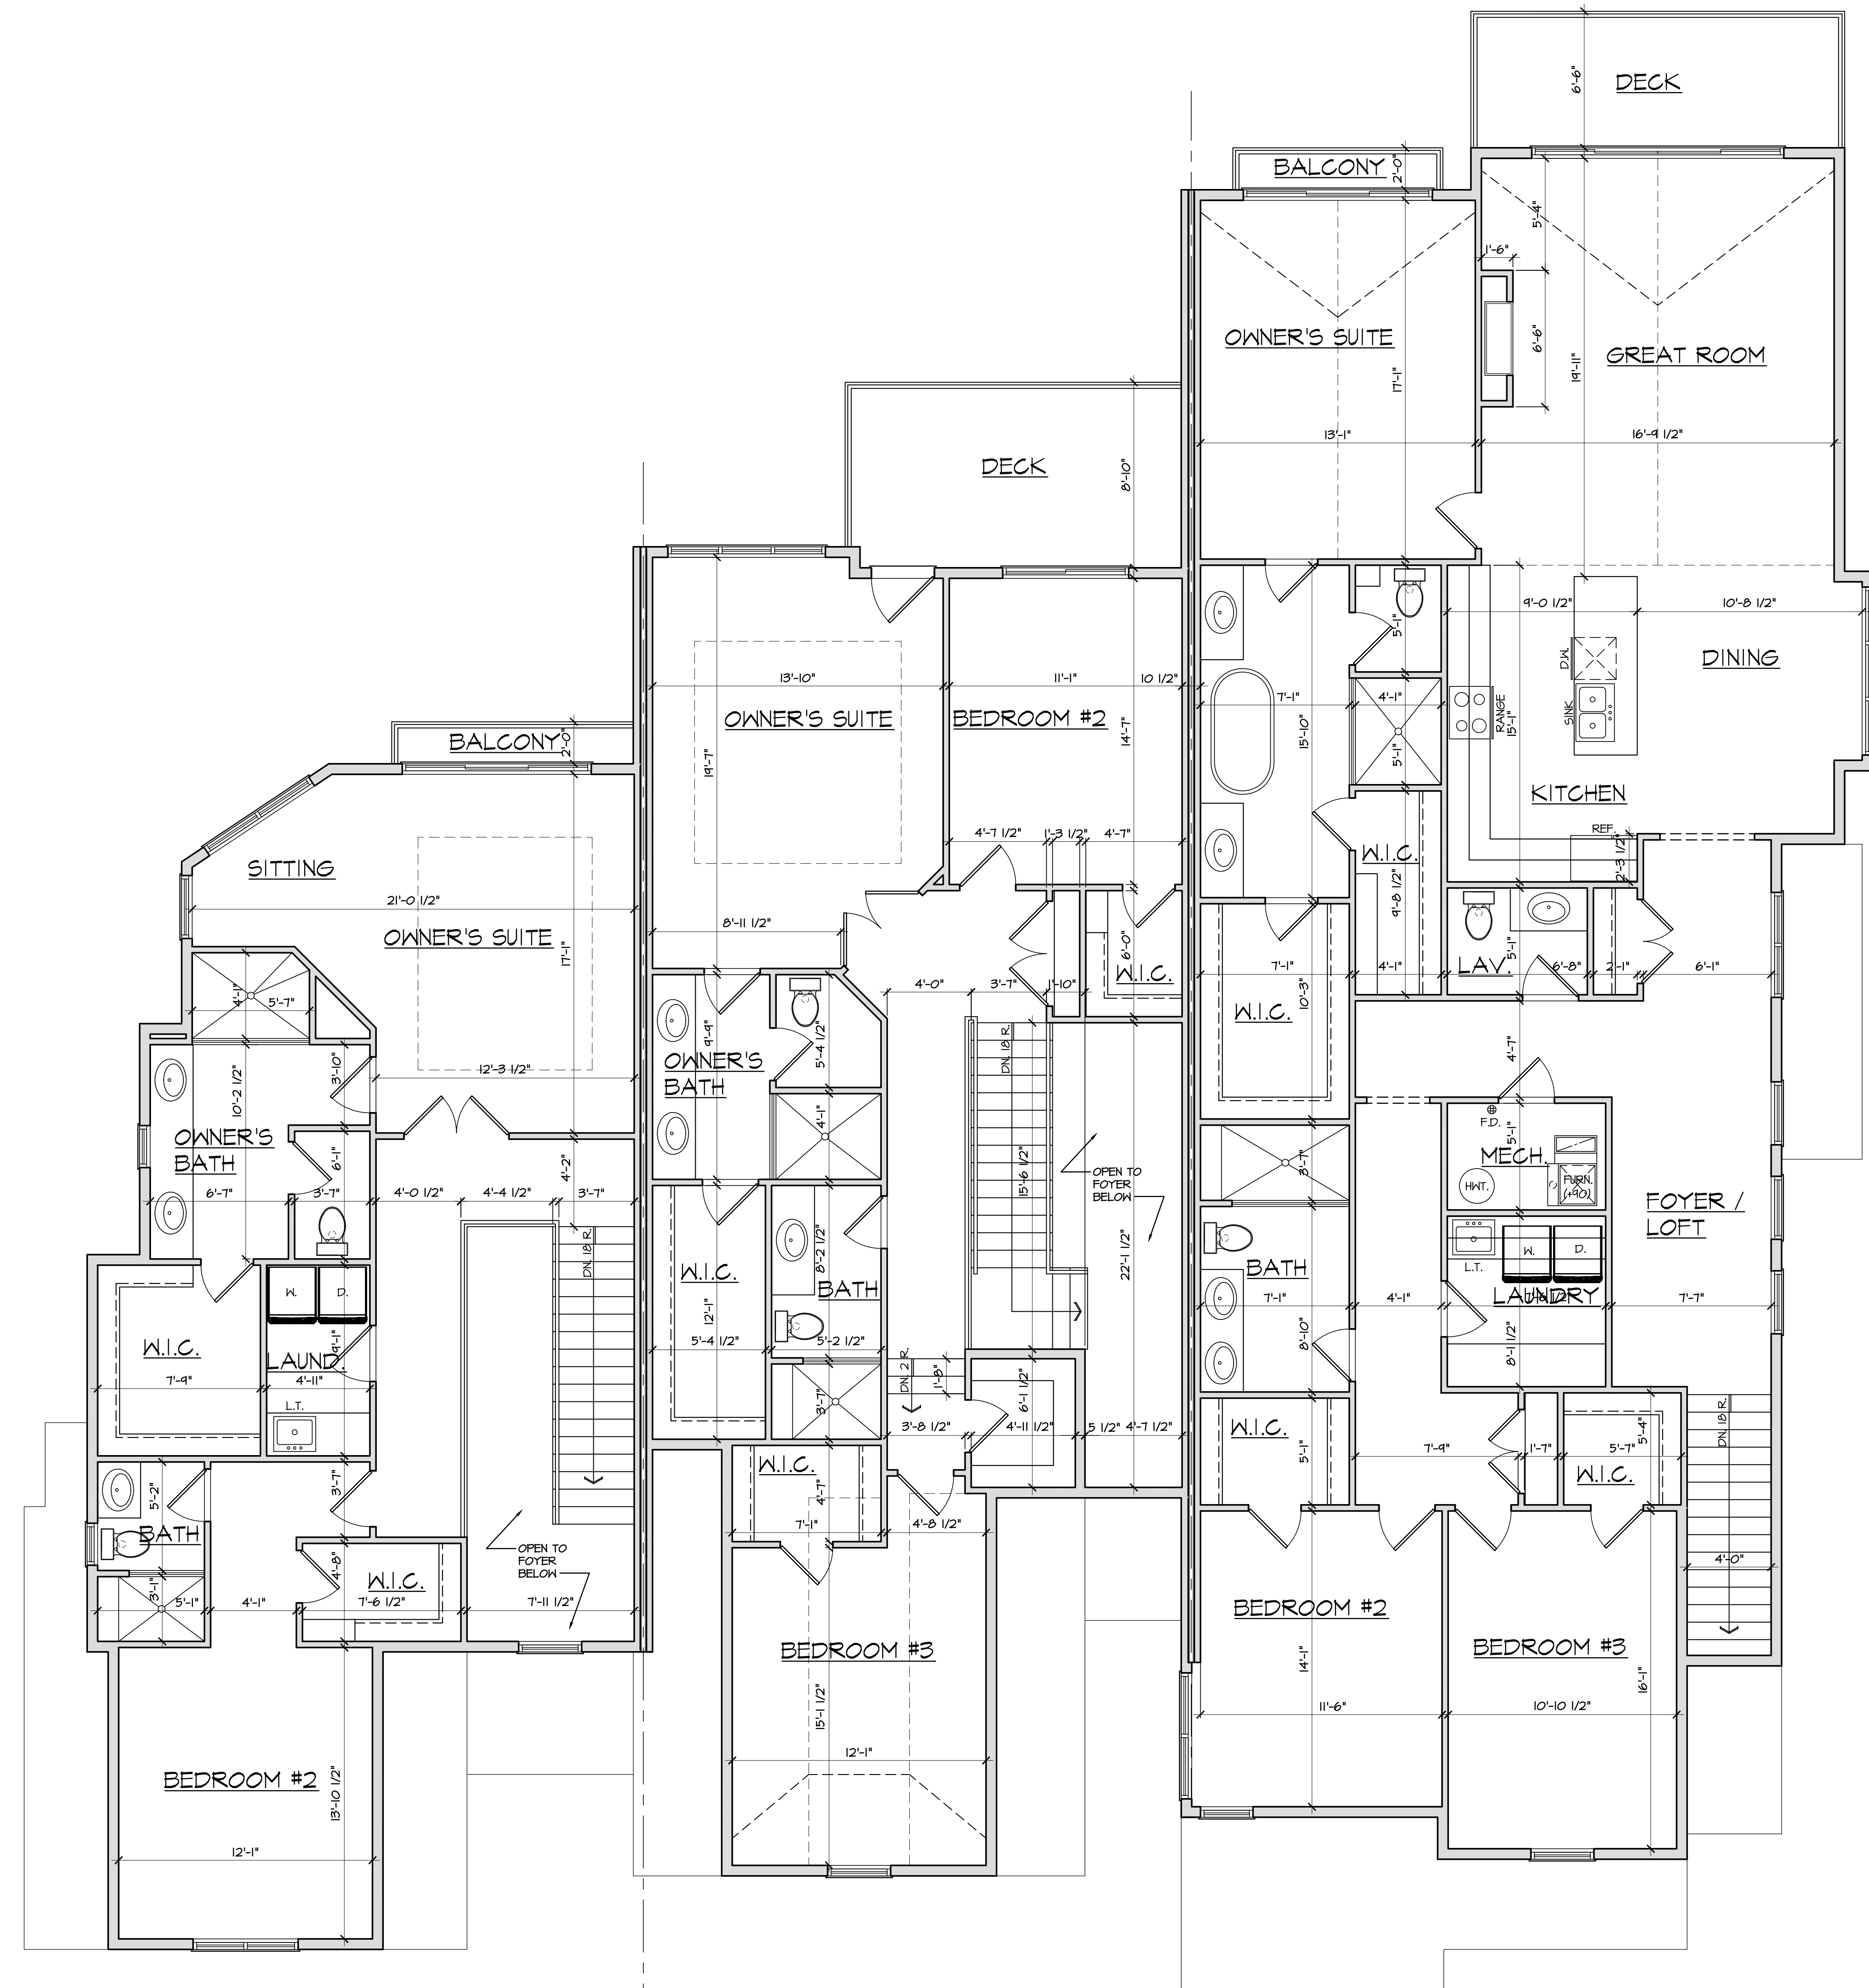 DECK
6'-6"
BALCONY
2'-0"
5'-4"
1'-6"
6'-6"
OWNER'S SUITE
17'-1"
19'-11"
GREAT ROOM
13'-1"
16'-9 1/2"
DECK
8'-10"
9'-0 1/2"
10'-8 1/2"
5'-1"
D.W.
DINING
SINK
RANGE
15'-1"
7'-1"
4'-1"
15'-10"
5'-1"
KITCHEN
REF.
2'-3 1/2"
W.I.C.
9'-8 1/2"
LAV.
5'-1"
6'-8"
2'-1"
6'-1"
7'-1"
4'-1"
W.I.C.
10'-3"
4'-7"
F.D.
5'-1"
MECH.
HWT.
FURN.
(+90)
FOYER /
LOFT
3'-7"
BATH
L.T.
W.
D.
LAUNDRY
7'-1"
4'-1"
7'-7"
8'-10"
8'-1 1/2"
W.I.C.
5'-1"
7'-9"
1'-7"
5'-7"
5'-4"
W.I.C.
DN. 18 R.
4'-0"
BEDROOM #2
14'-1"
11'-6"
BEDROOM #3
16'-1"
10'-10 1/2"
13'-10"
11'-1"
10 1/2"
OWNER'S SUITE
BEDROOM #2
14'-7"
19'-7"
4'-7 1/2"
1'-3 1/2"
4'-7"
8'-11 1/2"
6'-0"
W.I.C.
4'-0"
3'-7"
1'-10"
9'-9"
5'-4 1/2"
OWNER'S
BATH
4'-1"
DN. 18 R.
15'-6 1/2"
OPEN TO
FOYER
BELOW
22'-1 1/2"
W.I.C.
12'-1"
5'-4 1/2"
8'-2 1/2"
BATH
5'-2 1/2"
3'-7"
DN. 2 R.
1'-8"
6'-1 1/2"
3'-8 1/2"
4'-11 1/2"
5 1/2"
4'-7 1/2"
W.I.C.
4'-7"
7'-1"
4'-8 1/2"
BEDROOM #3
15'-1 1/2"
12'-1"
BALCONY
2'-0"
SITTING
21'-0 1/2"
OWNER'S SUITE
17'-1"
4'-1"
5'-7"
12'-3 1/2"
3'-10"
10'-2 1/2"
OWNER'S
BATH
6'-1"
4'-2"
6'-7"
3'-7"
4'-0 1/2"
4'-4 1/2"
3'-7"
DN. 18 R.
W.
D.
W.I.C.
7'-9"
LAUND.
9'-1"
4'-11"
L.T.
3'-7"
5'-2"
BATH
3'-1"
5'-1"
4'-1"
4'-8"
W.I.C.
7'-6 1/2"
OPEN TO
FOYER
BELOW
7'-11 1/2"
BEDROOM #2
13'-10 1/2"
12'-1"